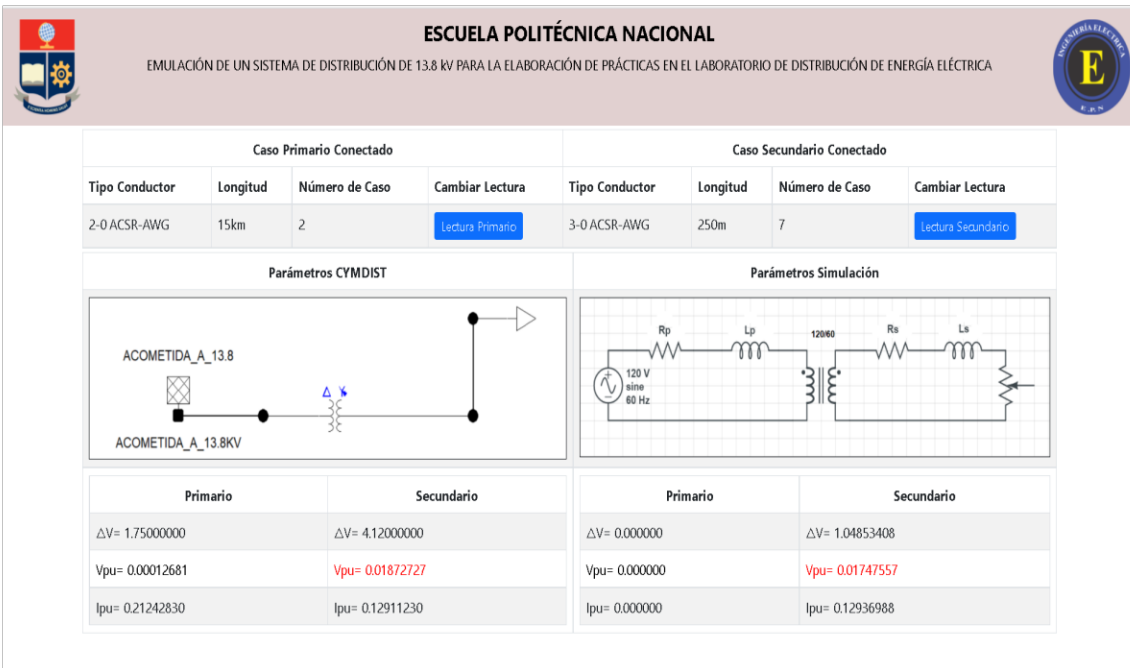 ESCUELA POLITÉCNICA NACIONAL
EMULACIÓN DE UN SISTEMA DE DISTRIBUCIÓN DE 13.8 kV PARA LA ELABORACIÓN DE PRÁCTICAS EN EL LABORATORIO DE DISTRIBUCIÓN DE ENERGÍA ELÉCTRICA
INGENIERÍA ELÉCTRICA
E
E.P.N
Caso Primario Conectado
Caso Secundario Conectado
Tipo Conductor Longitud Número de Caso Cambiar Lectura Tipo Conductor Longitud Número de Caso Cambiar Lectura
2-0 ACSR-AWG 15km 2 Lectura Primario 3-0 ACSR-AWG 250m 7 Lectura Secundario
Parámetros CYMDIST
Parámetros Simulación
ACOMETIDA_A_13.8
ACOMETIDA_A_13.8KV
Rp Lp 120/60 Rs Ls
120 V
sine
60 Hz
Primario Secundario Primario Secundario
△V= 1.75000000 △V= 4.12000000 △V= 0.000000 △V= 1.04853408
Vpu= 0.00012681 Vpu= 0.01872727 Vpu= 0.000000 Vpu= 0.01747557
Ipu= 0.21242830 Ipu= 0.12911230 Ipu= 0.000000 Ipu= 0.12936988